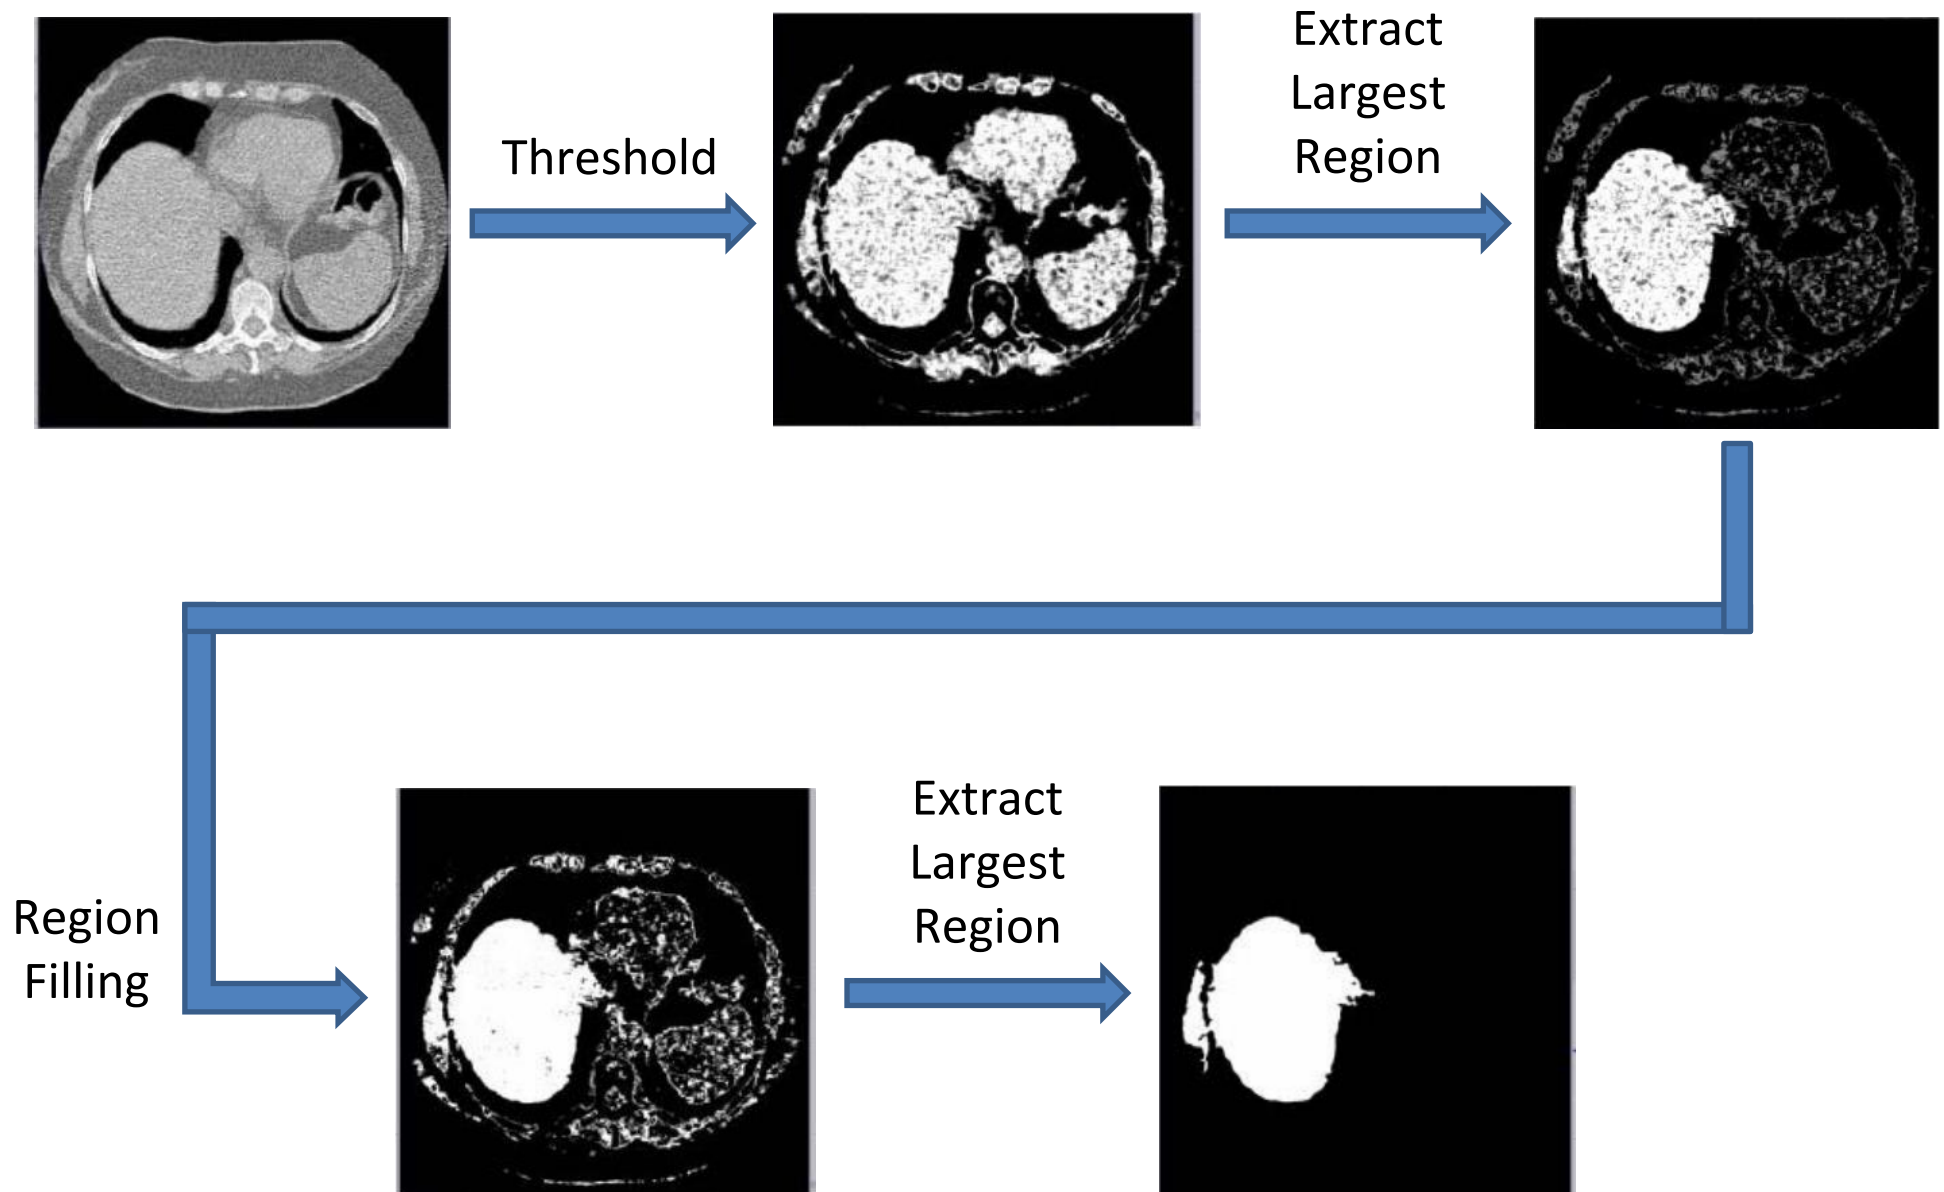 Threshold
Extract
Largest
Region
Region
Filling
Extract
Largest
Region